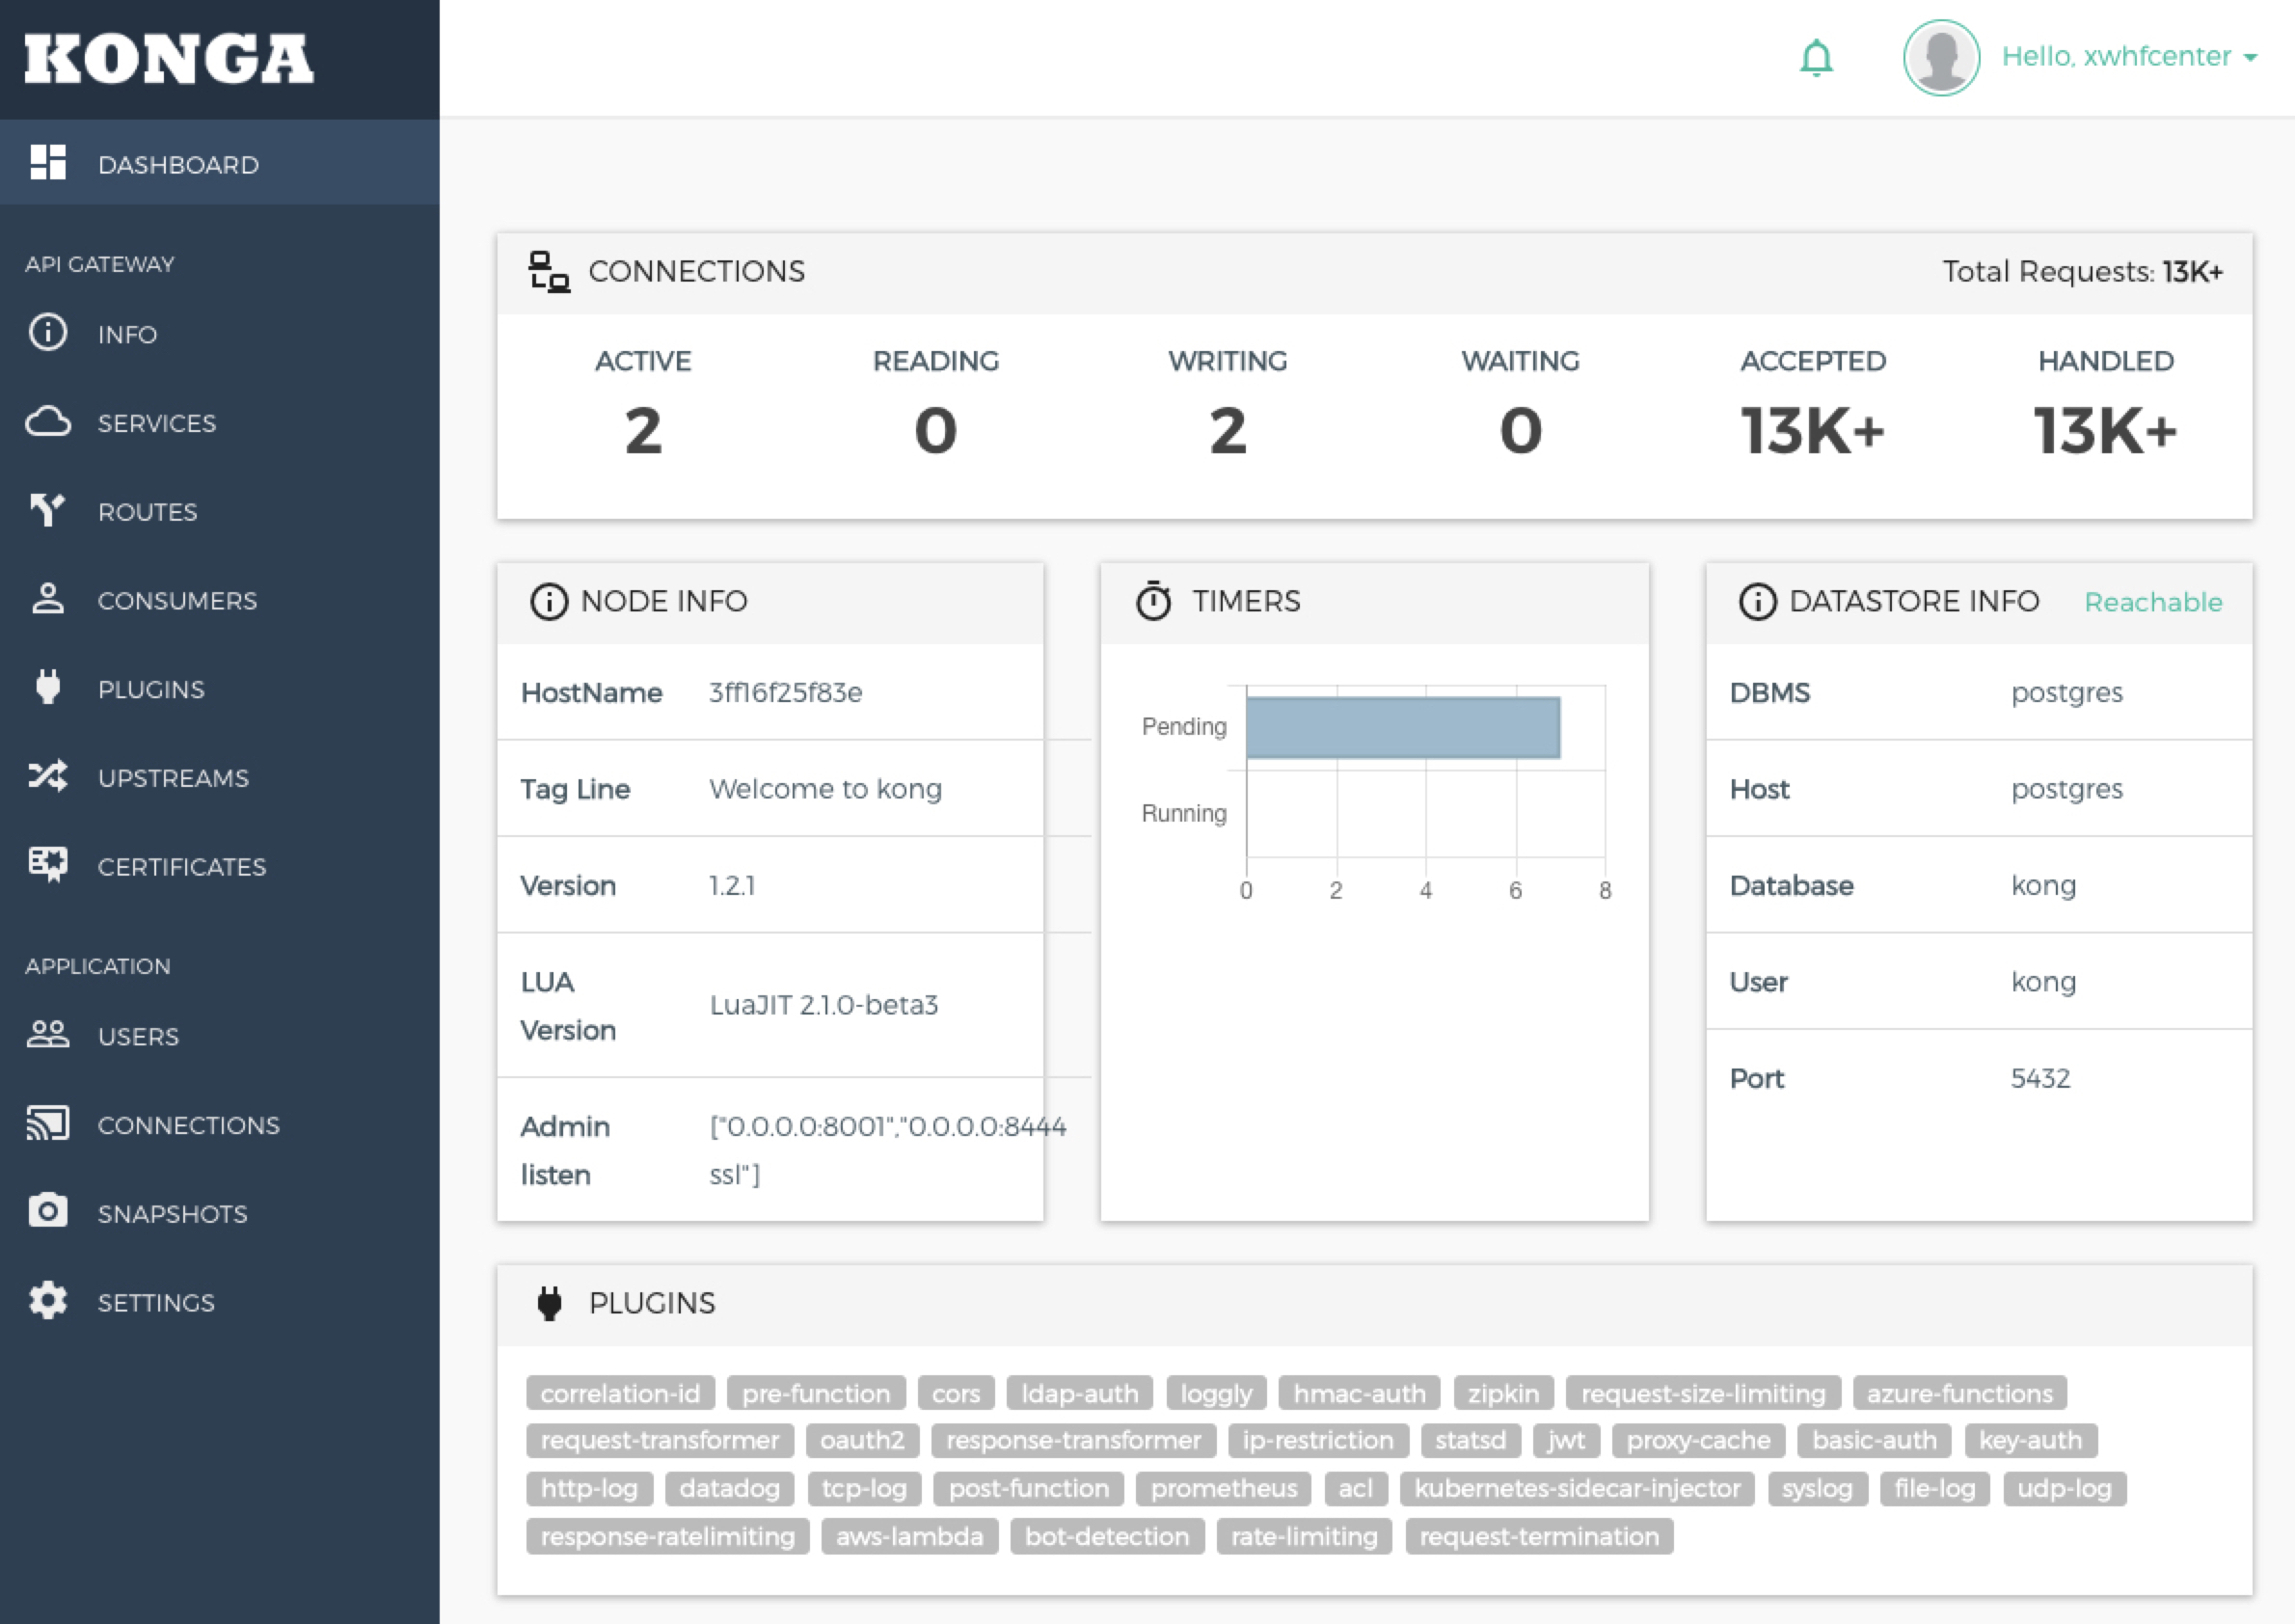 KONGA
Hello, xwhfcenter
DASHBOARD
API GATEWAY
INFO
SERVICES
ROUTES
CONSUMERS
PLUGINS
UPSTREAMS
CERTIFICATES
APPLICATION
USERS
CONNECTIONS
SNAPSHOTS
SETTINGS
CONNECTIONS Total Requests: 13K+
ACTIVE READING WRITING WAITING ACCEPTED HANDLED
2 0 2 0 13K+ 13K+
NODE INFO
HostName 3ff16f25f83e
Tag Line Welcome to kong
Version 1.2.1
LUA
Version
LuaJIT 2.1.0-beta3
Admin
listen
["0.0.0.0:8001","0.0.0.0:8444
ssl"]
TIMERS
Pending
Running
0 2 4 6 8
DATASTORE INFO Reachable
DBMS postgres
Host postgres
Database kong
User kong
Port 5432
PLUGINS
correlation-id pre-function cors ldap-auth loggly hmac-auth zipkin request-size-limiting azure-functions
request-transformer oauth2 response-transformer ip-restriction statsd jwt proxy-cache basic-auth key-auth
http-log datadog tcp-log post-function prometheus acl kubernetes-sidecar-injector syslog file-log udp-log
response-ratelimiting aws-lambda bot-detection rate-limiting request-termination